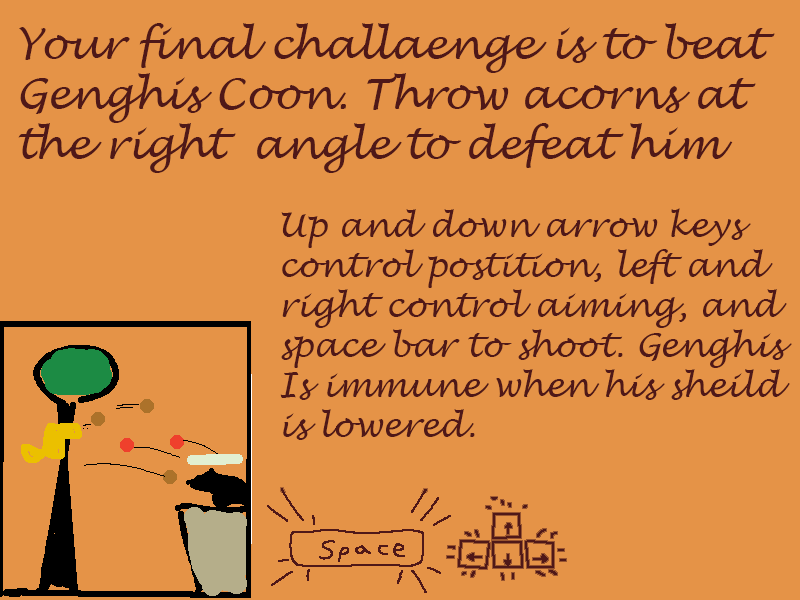 Your final challaenge is to beat
Genghis Coon. Throw acorns at
the right angle to defeat him
Up and down arrow keys
control postition, left and
right control aiming, and
space bar to shoot. Genghis
Is immune when his sheild
is lowered.
Space